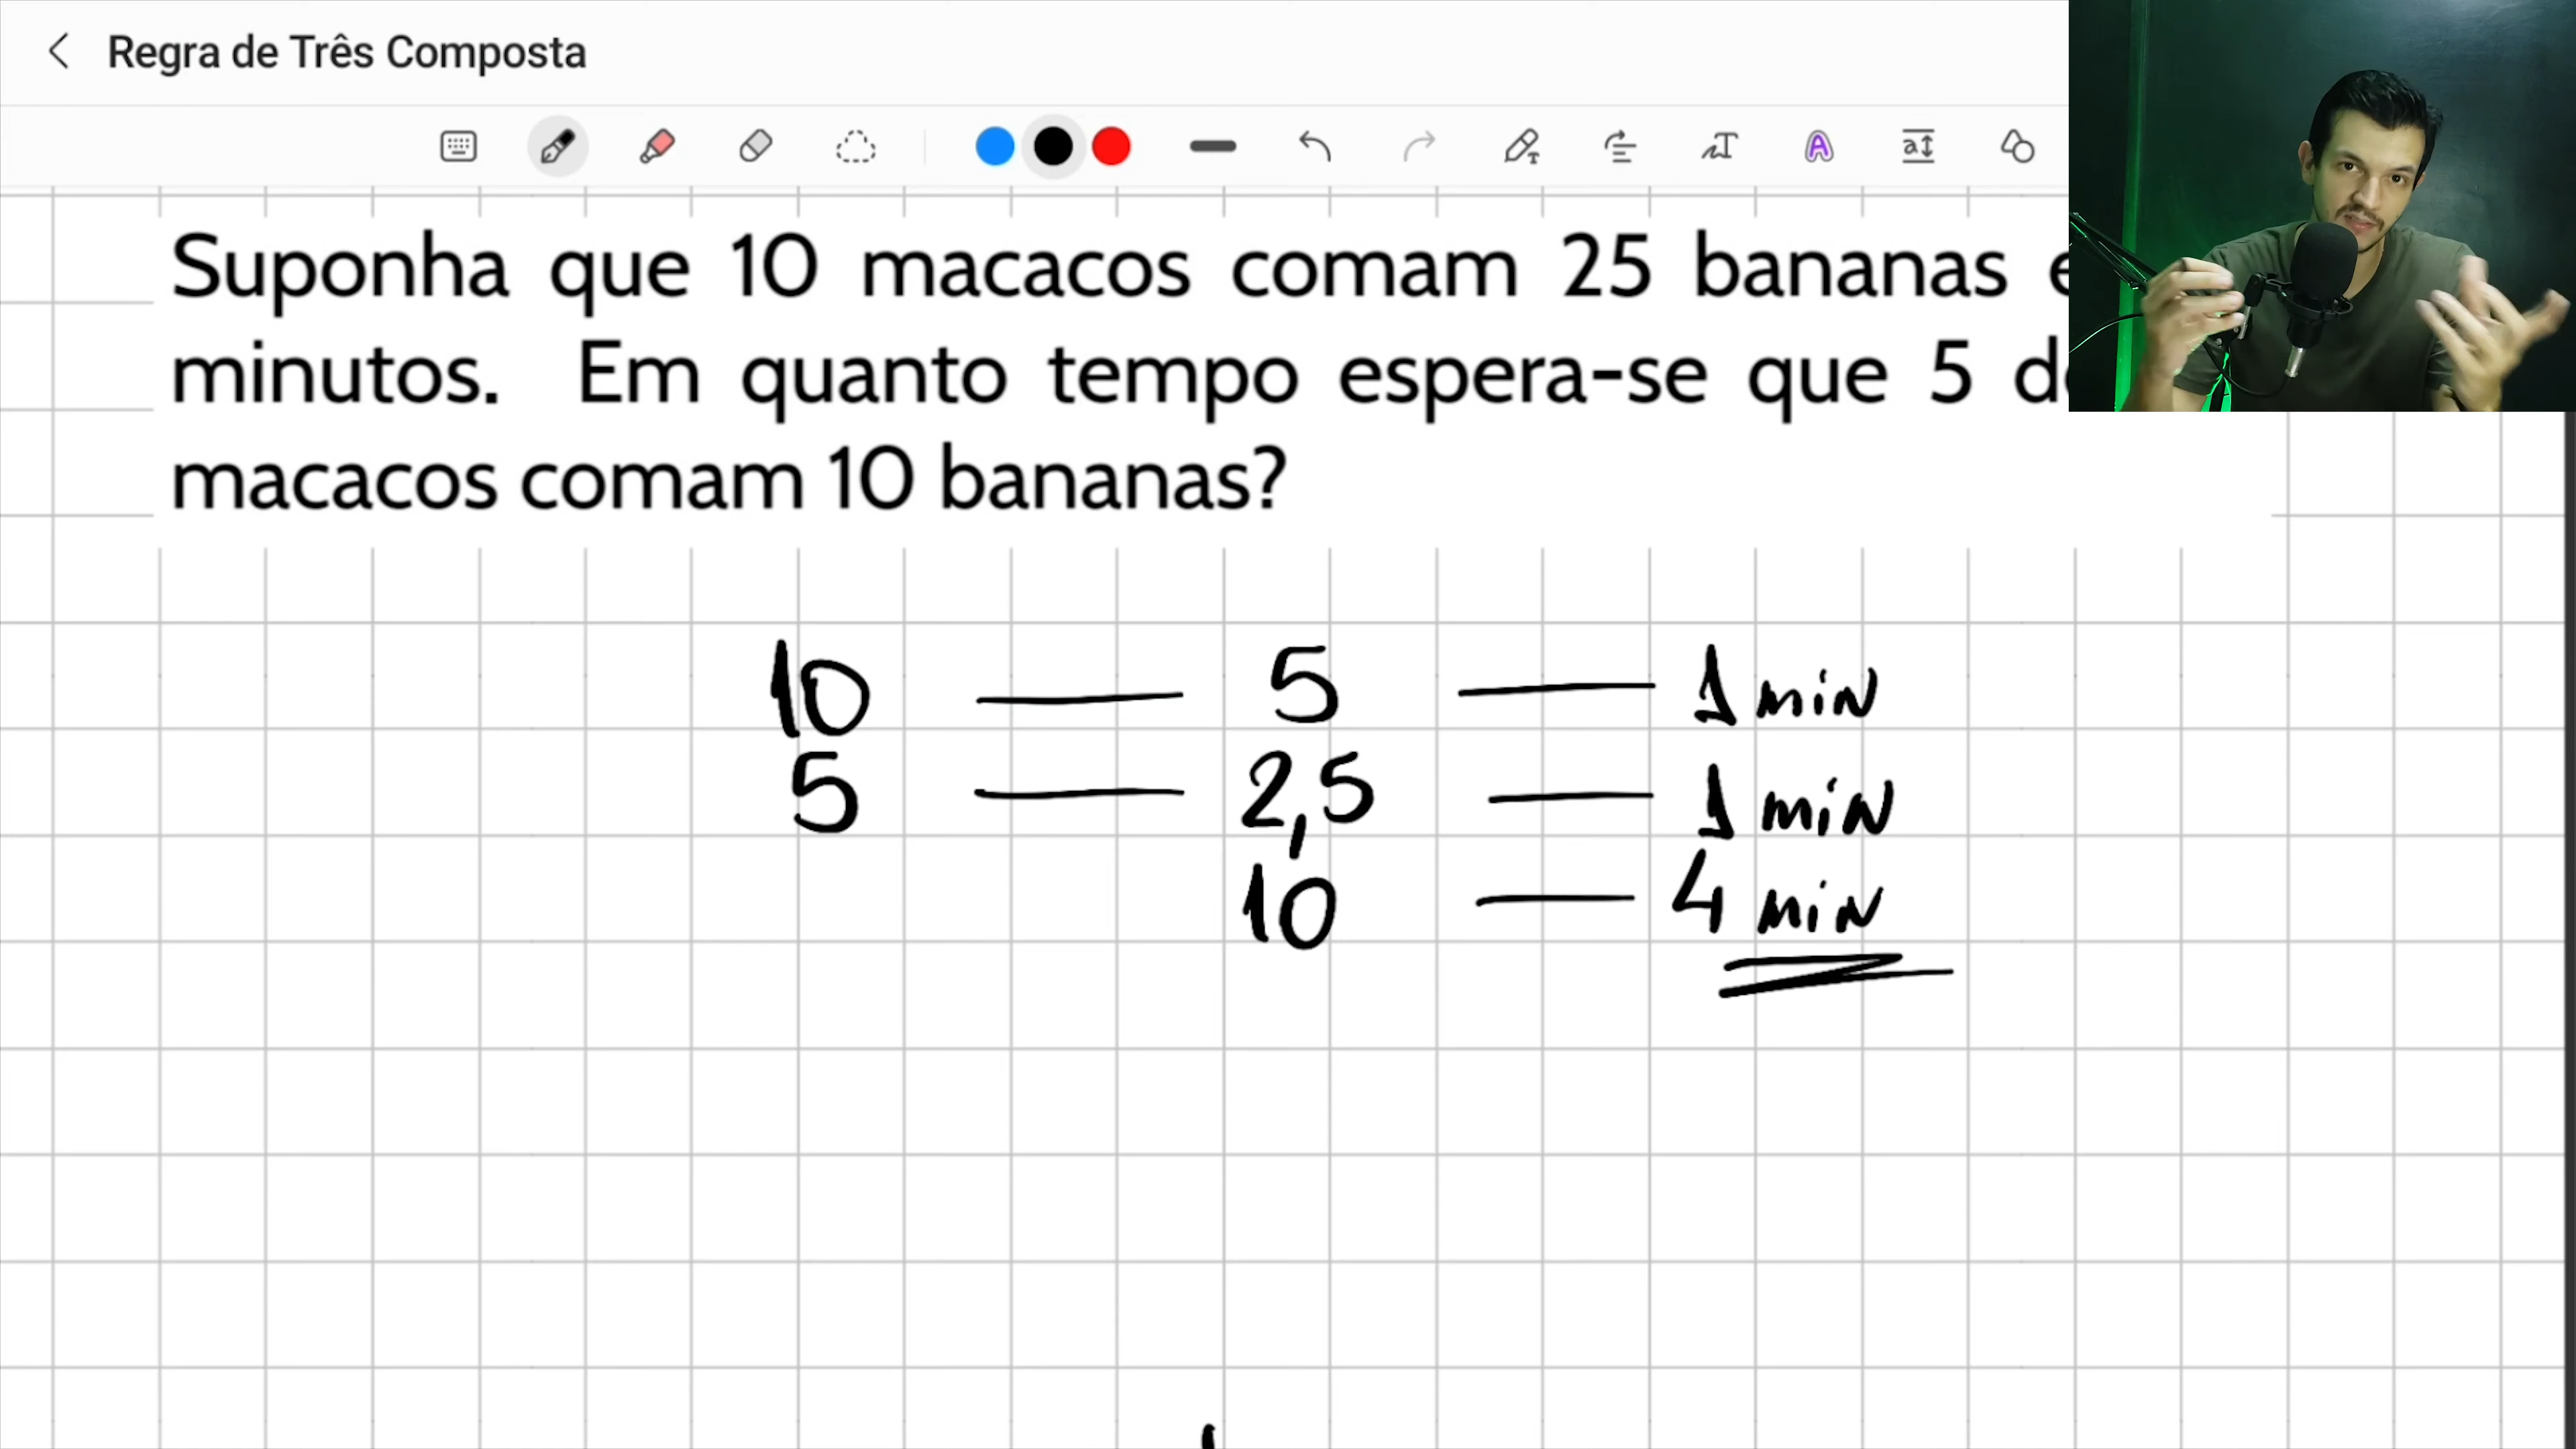 Regra de Três Composta
Suponha que 10 macacos comam 25 bananas
minutos. Em quanto tempo espera-se que 5
macacos comam 10 bananas?
10 — 5 — 1 min
5 — 2,5 — 1 min
10 — 4 min